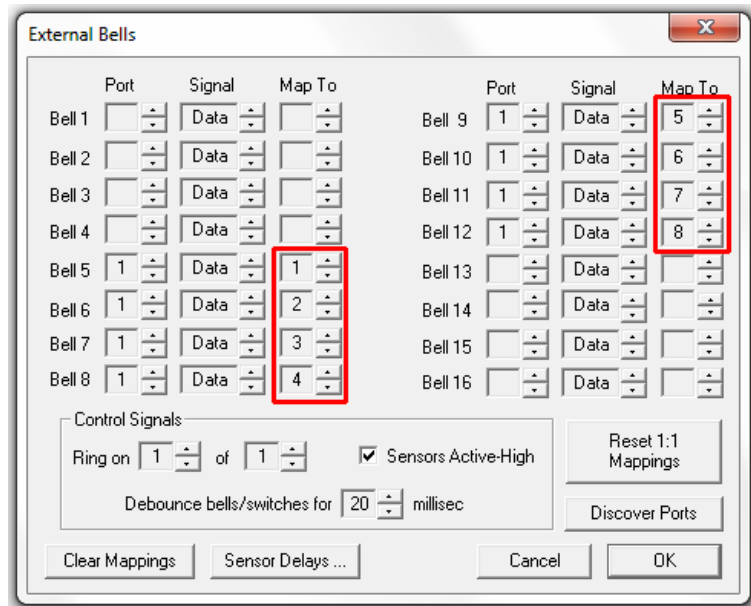 External Bells
Port Signal Map To Port Signal Map To
Bell 1 Data Bell 9 1 Data 5
Bell 2 Data Bell 10 1 Data 6
Bell 3 Data Bell 11 1 Data 7
Bell 4 Data Bell 12 1 Data 8
Bell 5 1 Data 1 Bell 13 Data
Bell 6 1 Data 2 Bell 14 Data
Bell 7 1 Data 3 Bell 15 Data
Bell 8 1 Data 4 Bell 16 Data
Control Signals
Ring on 1 of 1 Sensors Active-High
Debounce bells/switches for 20 millisec
Reset 1:1
Mappings
Discover Ports
Clear Mappings Sensor Delays ... Cancel OK